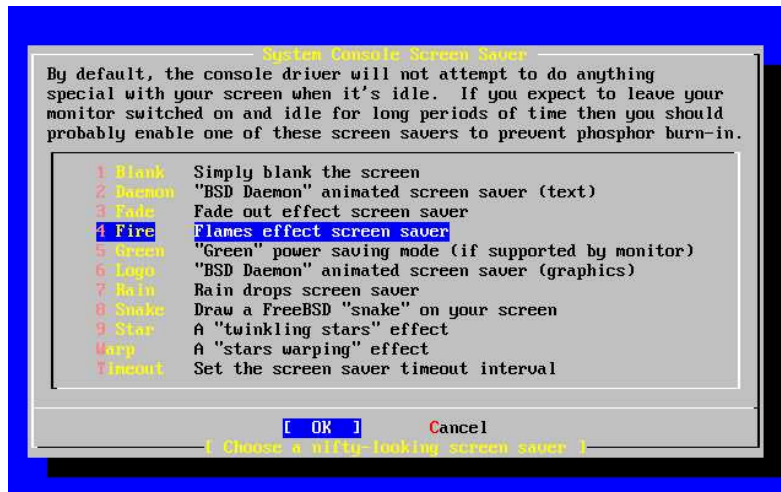 System Console Screen Saver
By default, the console driver will not attempt to do anything
special with your screen when it's idle.  If you expect to leave your
monitor switched on and idle for long periods of time then you should
probably enable one of these screen savers to prevent phosphor burn-in.
1 Blank Simply blank the screen
2 Daemon "BSD Daemon" animated screen saver (text)
3 Fade Fade out effect screen saver
4 Fire Flames effect screen saver
5 Green "Green" power saving mode (if supported by monitor)
6 Logo "BSD Daemon" animated screen saver (graphics)
7 Rain Rain drops screen saver
8 Snake Draw a FreeBSD "snake" on your screen
9 Star A "twinkling stars" effect
Warp A "stars warping" effect
Timeout Set the screen saver timeout interval
[ OK ] Cancel
[ Choose a nifty-looking screen saver ]